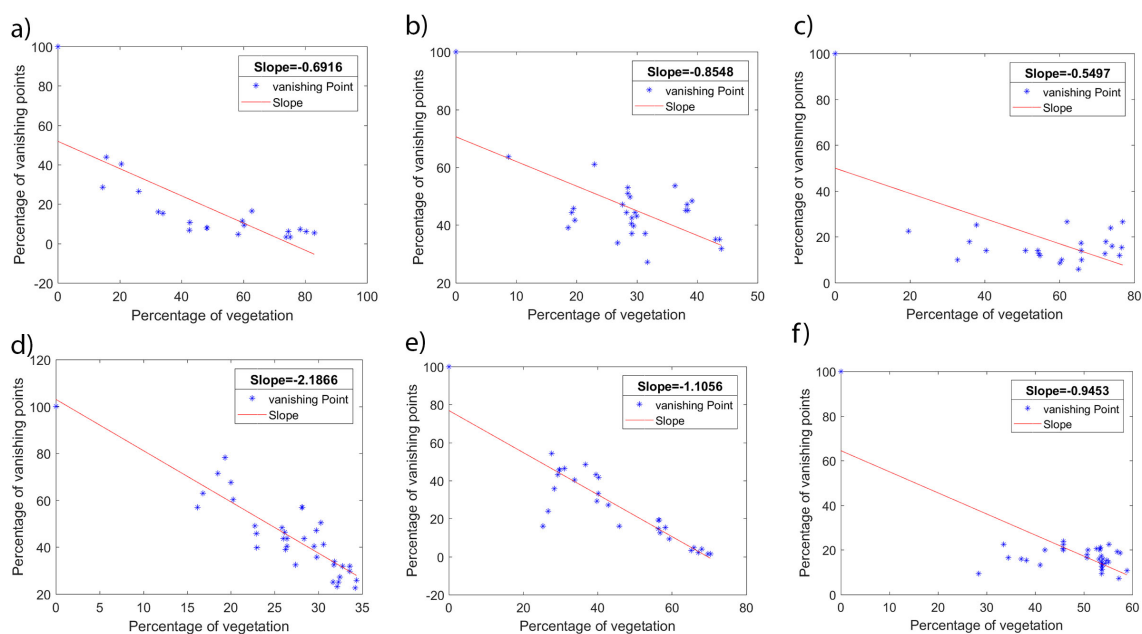 a)
Percentage of vanishing points
100
80
60
40
20
0
-20
0
20
40
60
80
100
Percentage of vegetation
Slope=-0.6916
vanishing Point
Slope
b)
Percentage of vanishing points
100
80
60
40
20
0
10
20
30
40
50
Percentage of vegetation
Slope=-0.8548
vanishing Point
Slope
c)
Percentage of vanishing points
100
80
60
40
20
0
0
20
40
60
80
Percentage of vegetation
Slope=-0.5497
vanishing Point
Slope
d)
Percentage of vanishing points
120
100
80
60
40
20
0
5
10
15
20
25
30
35
Percentage of vegetation
Slope=-2.1866
vanishing Point
Slope
e)
Percentage of vanishing points
100
80
60
40
20
0
-20
0
20
40
60
80
Percentage of vegetation
Slope=-1.1056
vanishing Point
Slope
f)
Percentage of vanishing points
100
80
60
40
20
0
0
10
20
30
40
50
60
Percentage of vegetation
Slope=-0.9453
vanishing Point
Slope